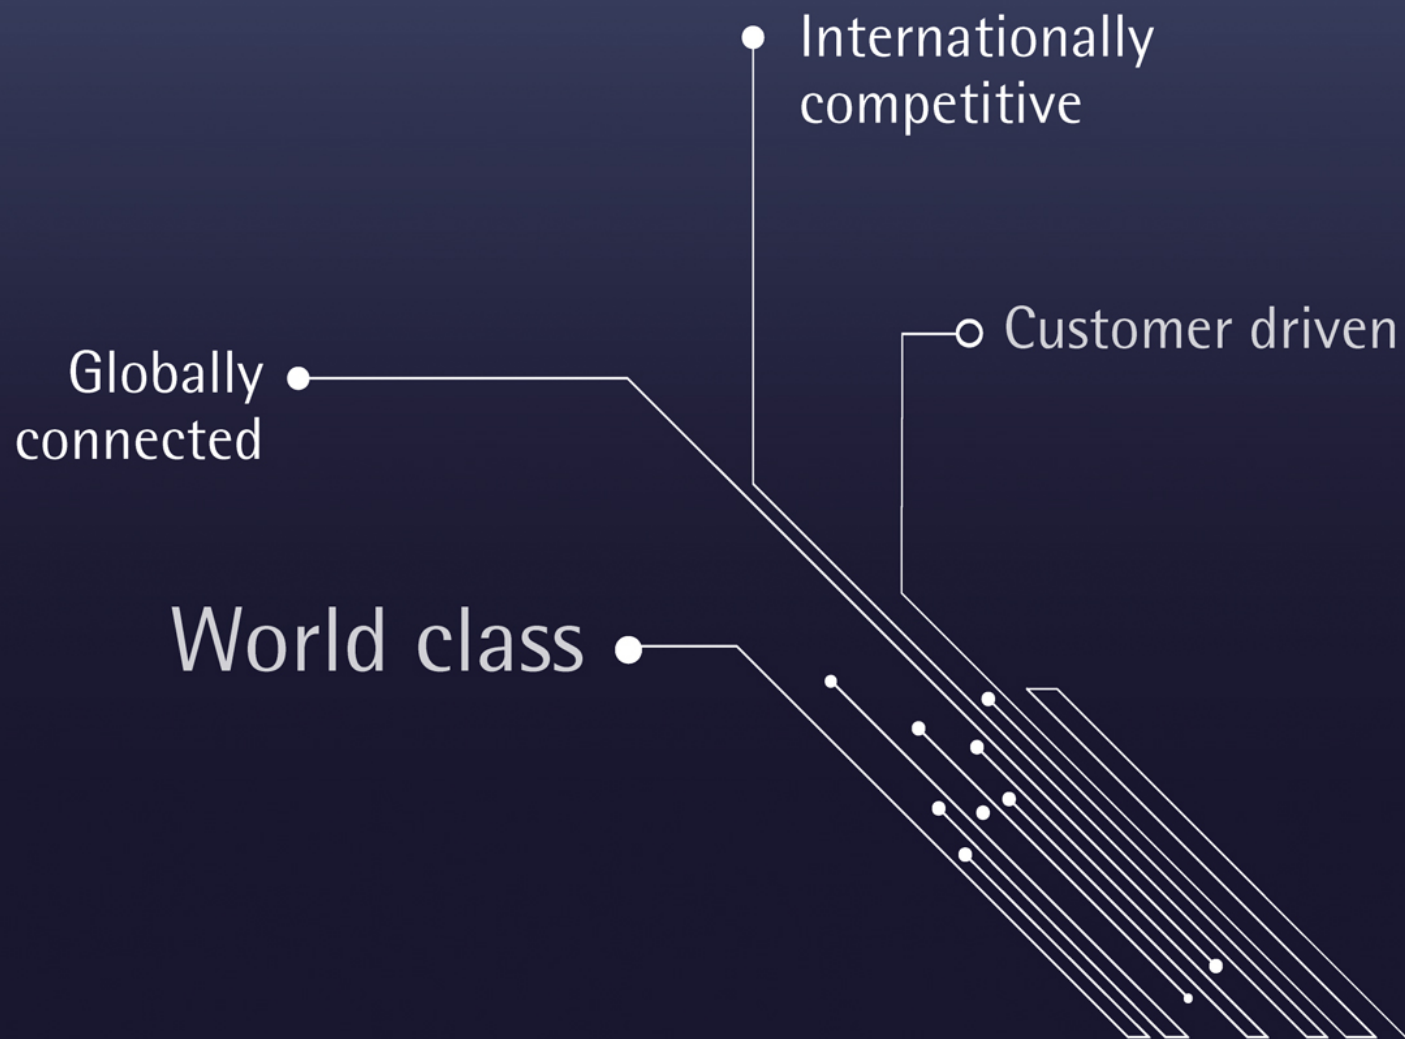 Internationally
competitive
Customer driven
Globally
connected
World class